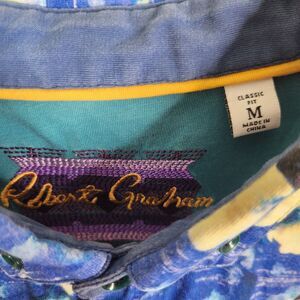 CLASSIC
FIT
M
MADE IN
CHINA
Robert Graham